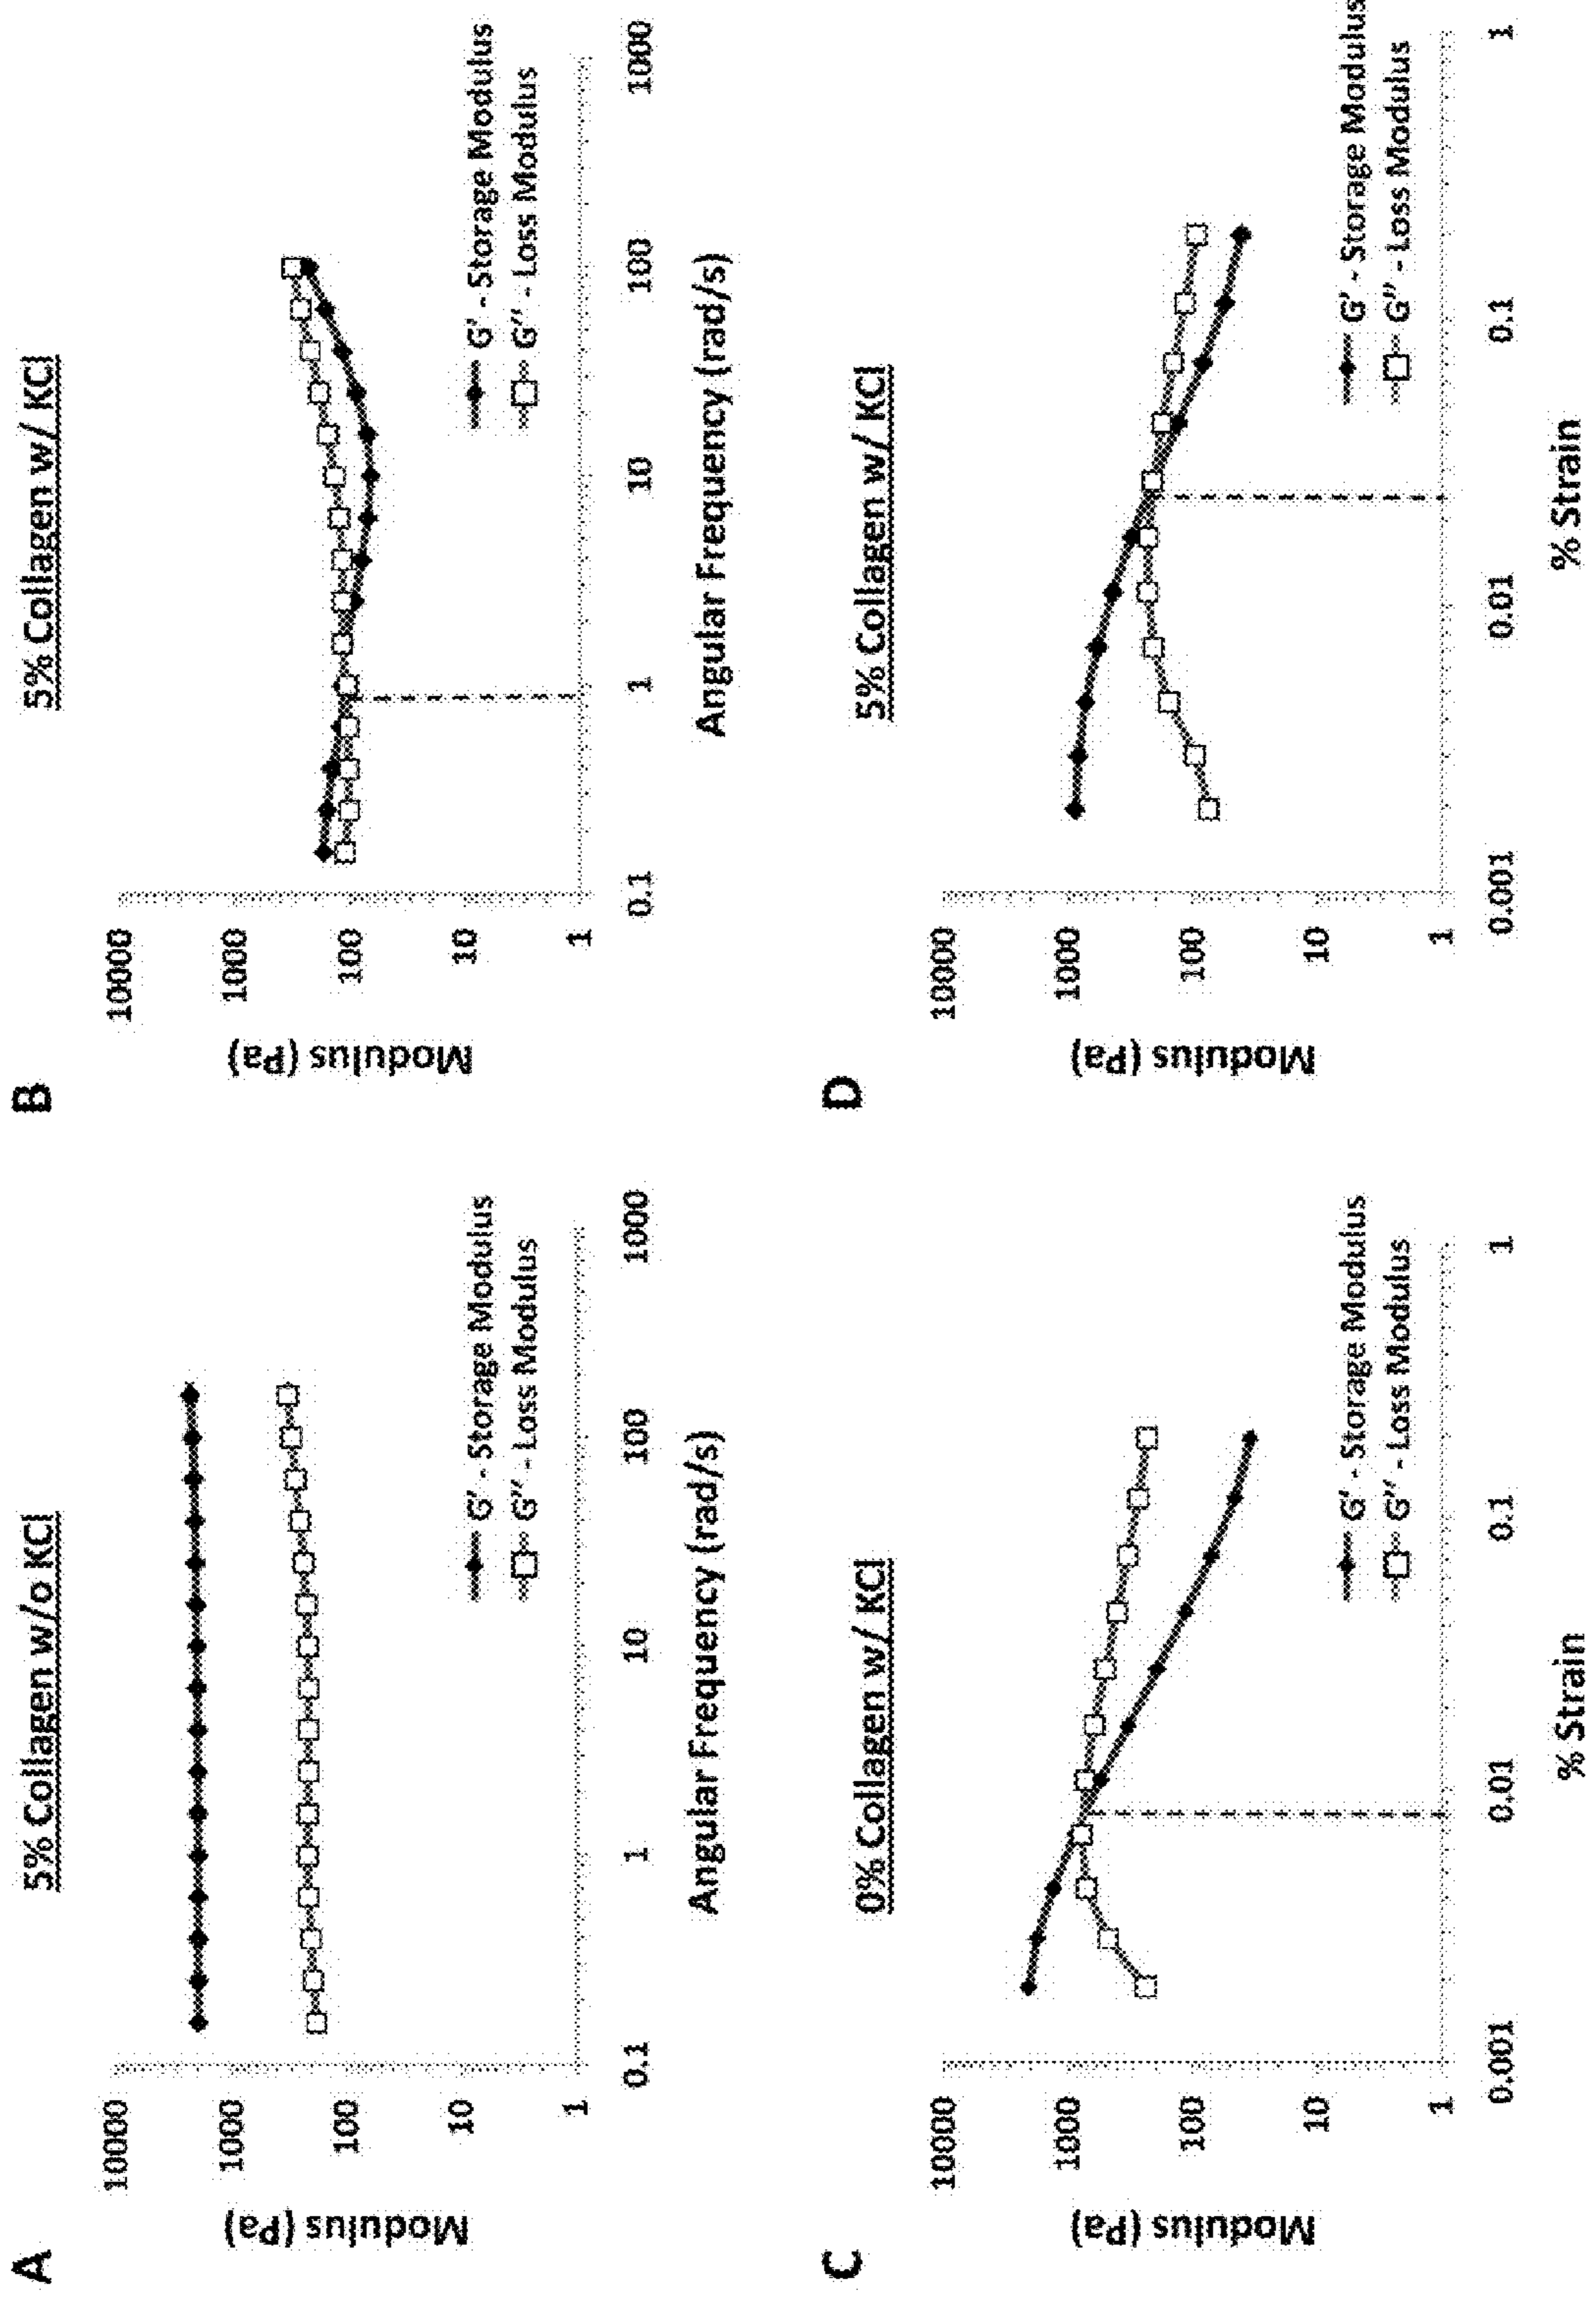 A
5% Collagen w/o KCl
Modulus (Pa)
10000
1000
100
10
1
0.1
1
10
100
1000
G' - Storage Modulus
G'' - Loss Modulus
Angular Frequency (rad/s)
B
5% Collagen w/ KCl
Modulus (Pa)
10000
1000
100
10
1
0.1
1
10
100
1000
G' - Storage Modulus
G'' - Loss Modulus
Angular Frequency (rad/s)
C
0% Collagen w/ KCl
Modulus (Pa)
10000
1000
100
10
1
0.001
0.01
0.1
1
G' - Storage Modulus
G'' - Loss Modulus
% Strain
D
5% Collagen w/ KCl
Modulus (Pa)
10000
1000
100
10
1
0.001
0.01
0.1
1
G' - Storage Modulus
G'' - Loss Modulus
% Strain